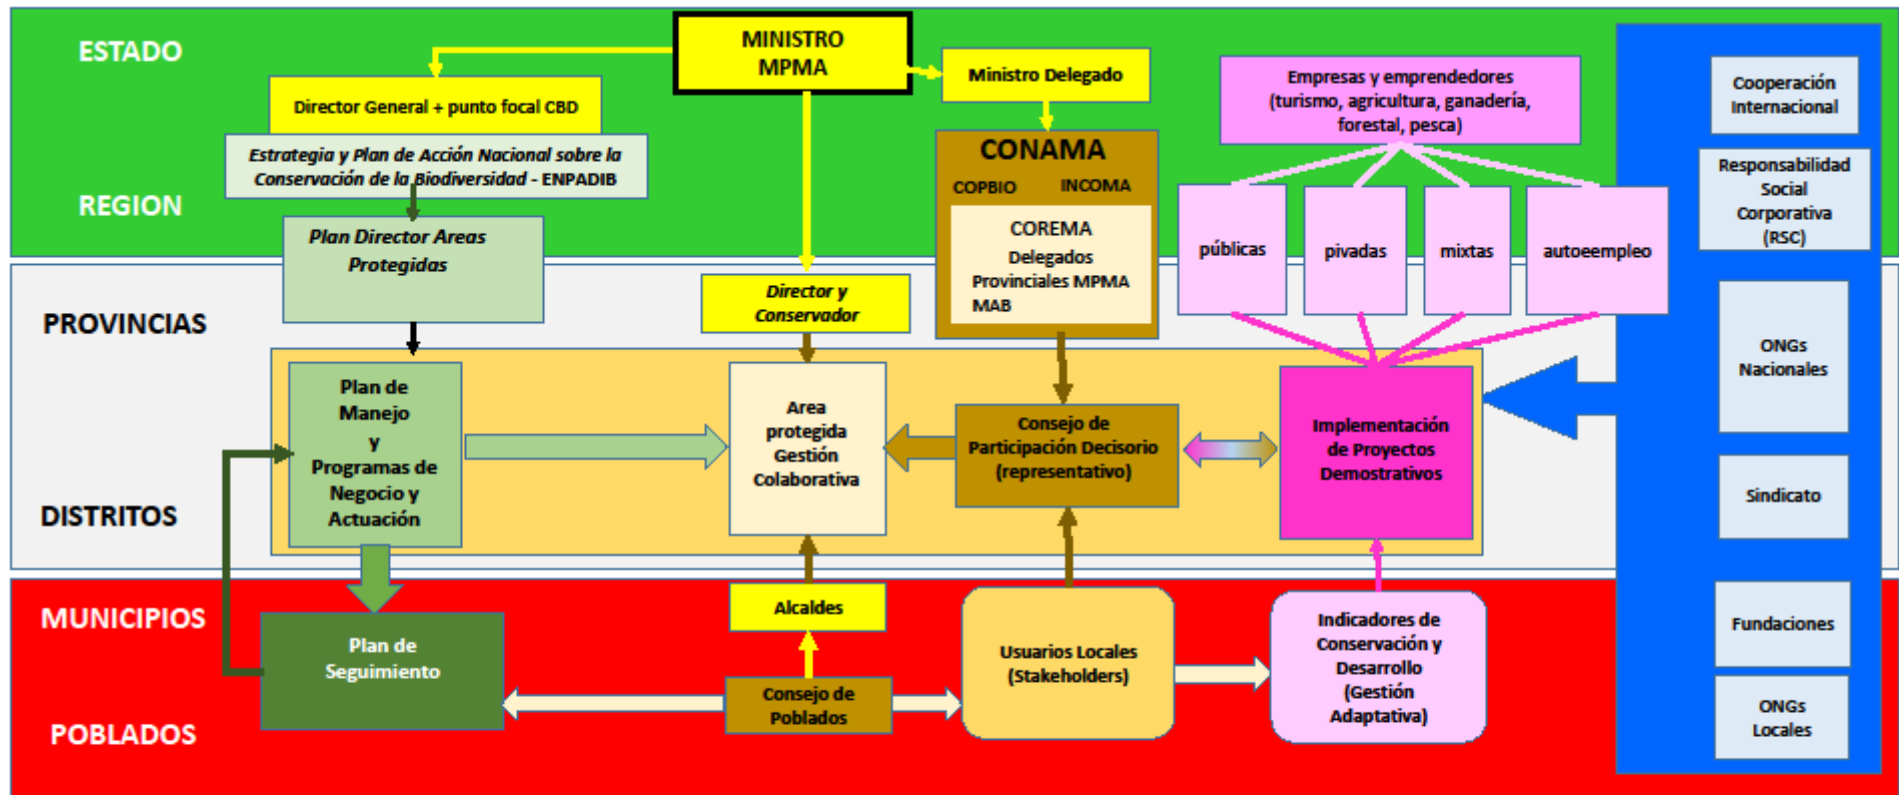 ESTADO
REGION
PROVINCIAS
DISTRITOS
MUNICIPIOS
POBLADOS
MINISTRO
MPMA
Director General + punto focal CBD
Estrategia y Plan de Acción Nacional sobre la
Conservación de la Biodiversidad - ENPADIB
Plan Director Areas
Protegidas
Ministro Delegado
CONAMA
COPBIO
INCOMA
COREMA
Delegados
Provinciales MPMA
MAB
Empresas y emprendedores
(turismo, agricultura, ganadería,
forestal, pesca)
públicas
pivadas
mixtas
autoeempleo
Director y
Conservador
Plan de
Manejo
y
Programas de
Negocio y
Actuación
Area
protegida
Gestión
Colaborativa
Consejo de
Participación Decisorio
(representativo)
Implementación
de Proyectos
Demostrativos
Plan de
Seguimiento
Alcaldes
Consejo de
Poblados
Usuarios Locales
(Stakeholders)
Indicadores de
Conservación y
Desarrollo
(Gestión
Adaptativa)
Cooperación
Internacional
Responsabilidad
Social
Corporativa
(RSC)
ONGs
Nacionales
Sindicato
Fundaciones
ONGs
Locales